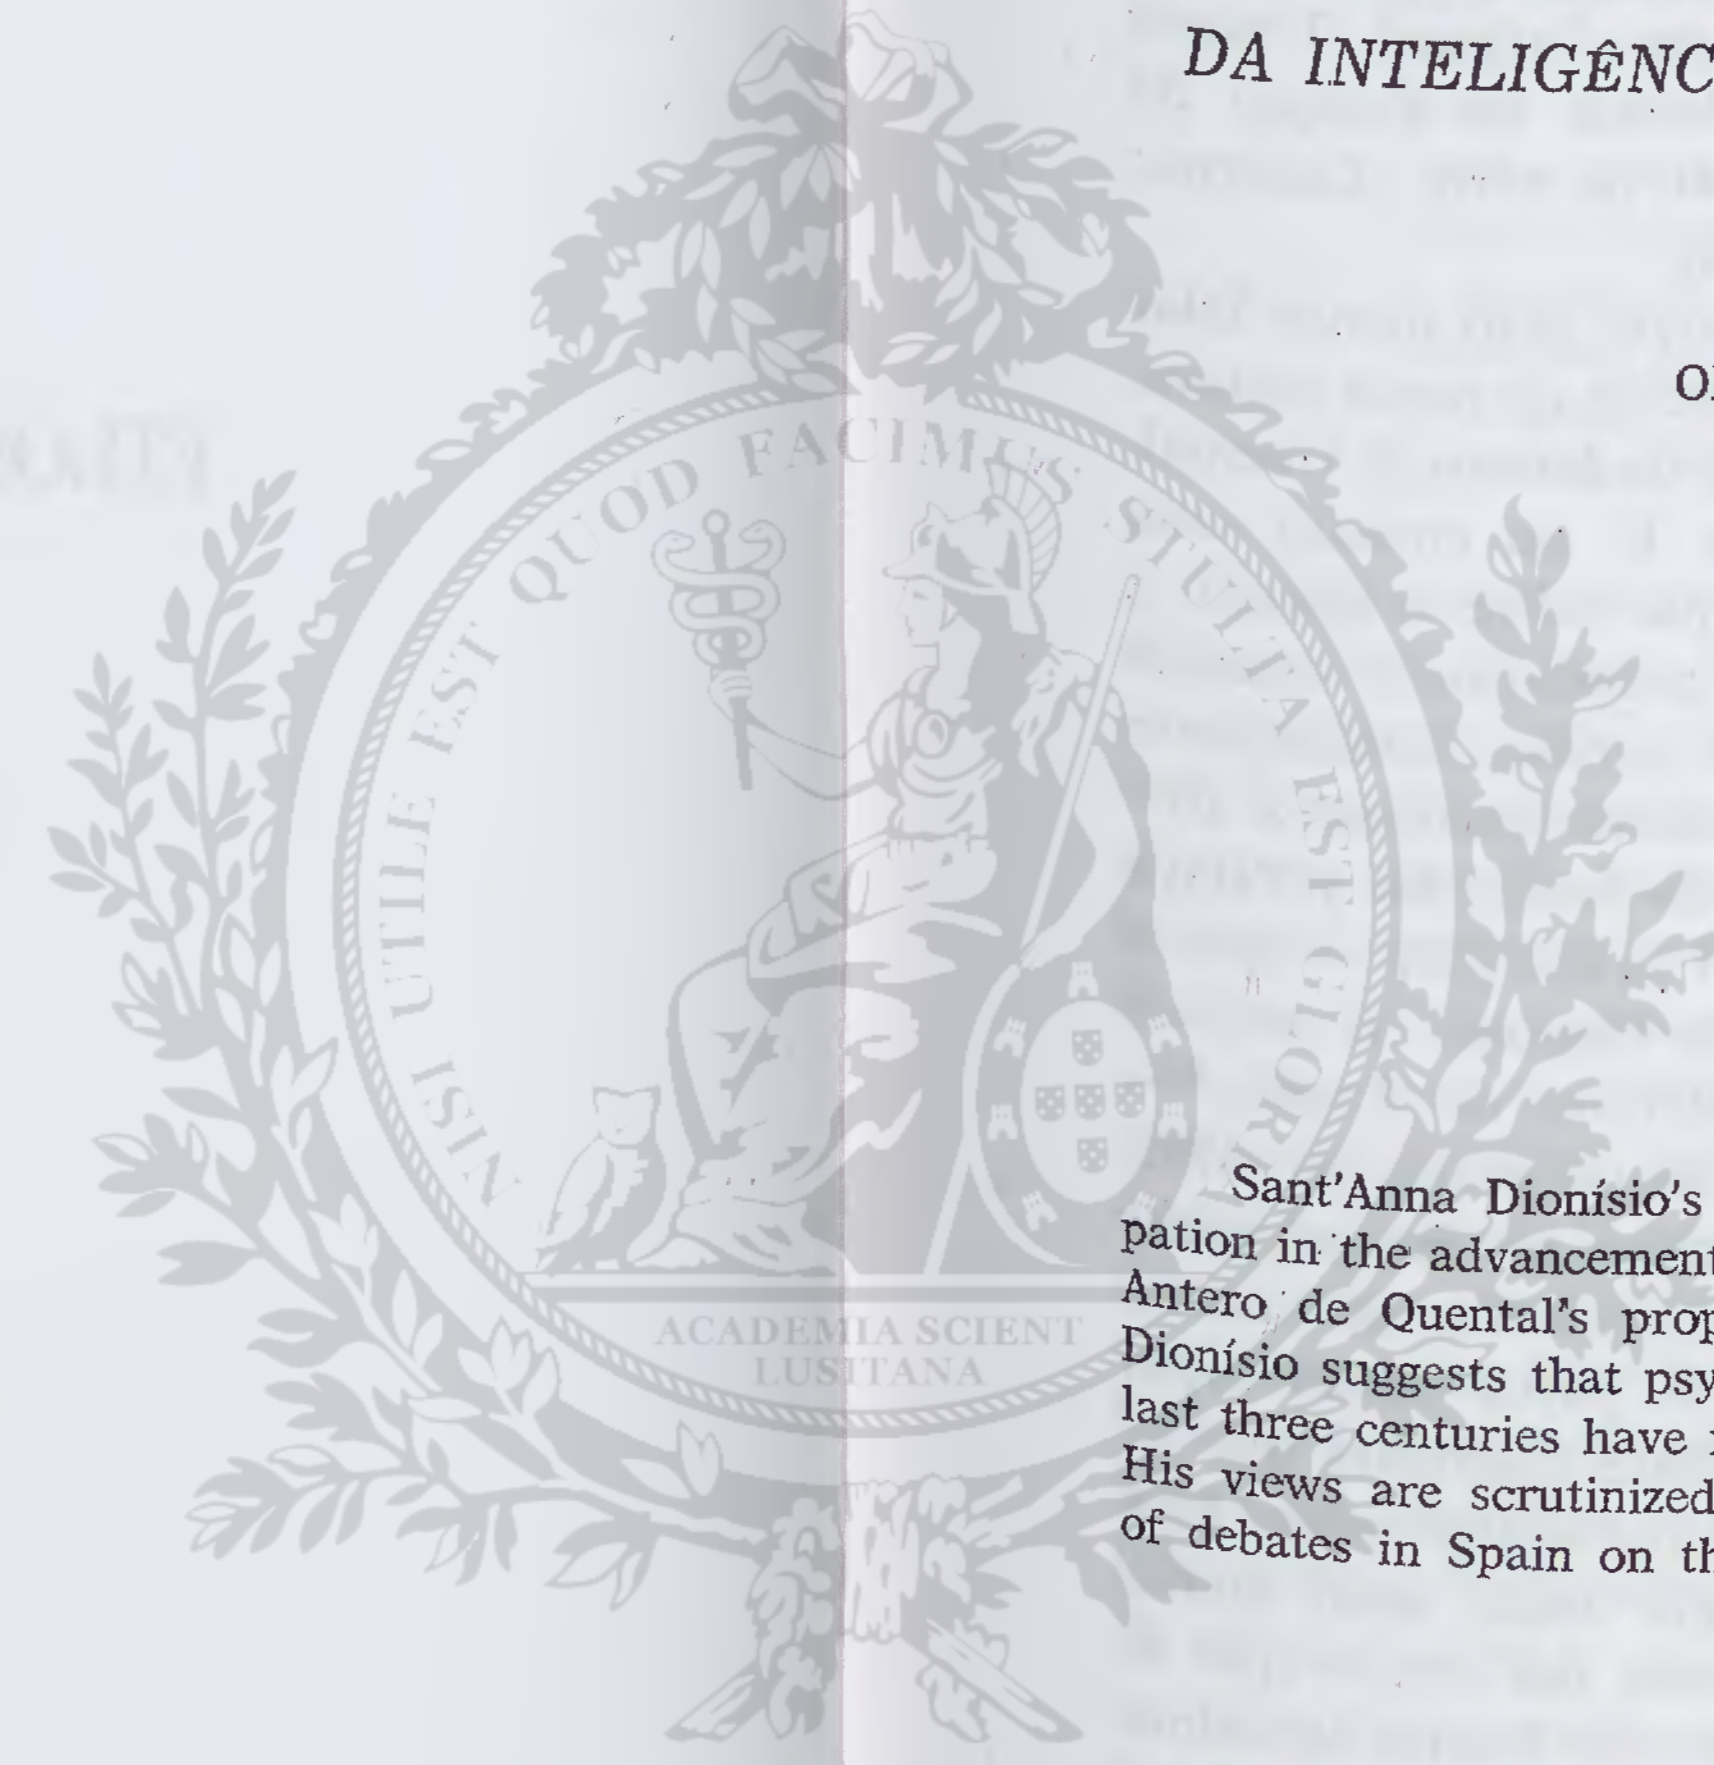 DA INTELIGÊNC
NISI UTILE EST QUOD FACIMUS STULTA EST GLORIA
ACADEMIA SCIENT
LUSITANA
Sant'Anna Dionísio's
pation in the advancement
Antero de Quental's prop
Dionísio suggests that psy
last three centuries have
His views are scrutinized
of debates in Spain on th